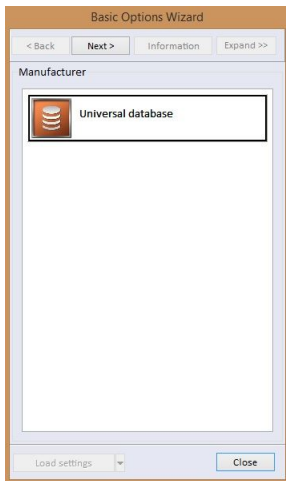 Basic Options Wizard
< Back Next > Information Expand >>
Manufacturer
Universal database
Load settings Close